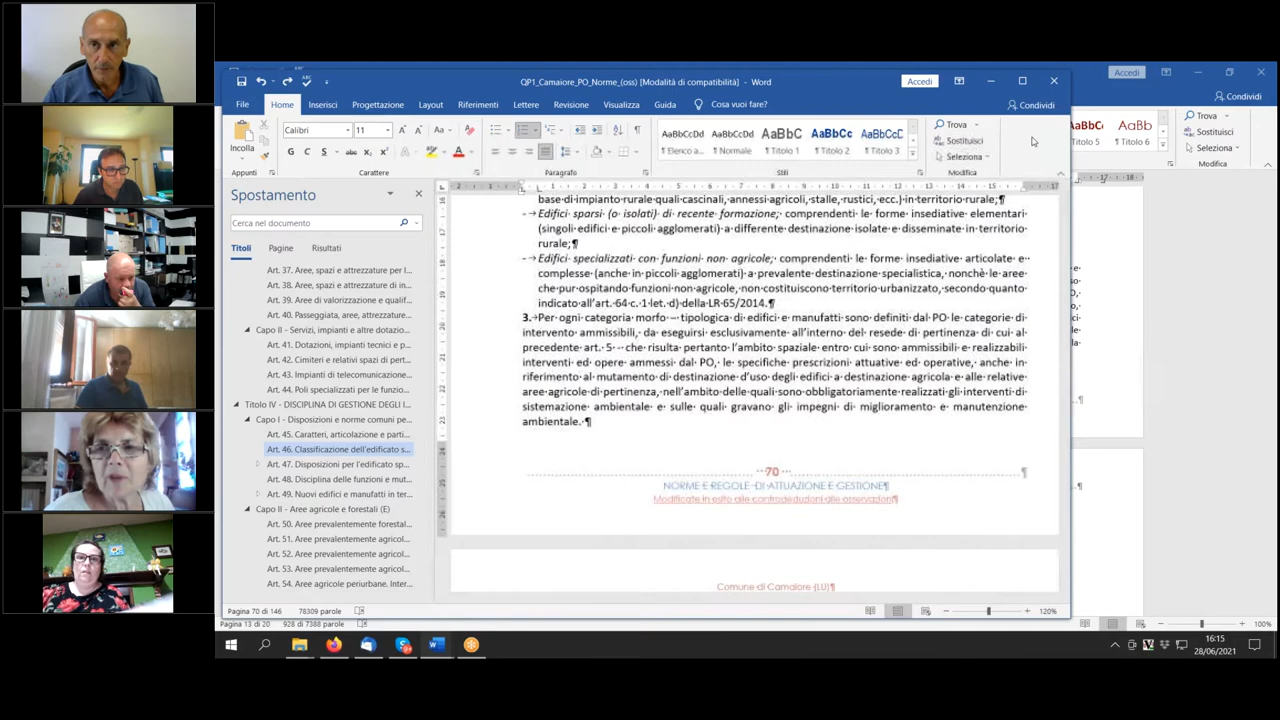 QP1_Camaiore_PO_Norme_(oss) [Modalità di compatibilità] - Word
Accedi
Accedi
File
Home
Inserisci
Progettazione
Layout
Riferimenti
Lettere
Revisione
Visualizza
Guida
Cosa vuoi fare?
Condividi
Condividi
Incolla
Calibri
11
G C S abc x₂ x²
AaBbCcDd AaBbCcDd AaBbC AaBbCc AaBbCc
¶ Elenco a... ¶ Normale ¶ Titolo 1 ¶ Titolo 2 ¶ Titolo 3
Trova
Sostituisci
Seleziona
AaBbCc AaBb
¶ Titolo 5 ¶ Titolo 6
Trova
Sostituisci
Seleziona
Appunti
Carattere
Paragrafo
Stili
Modifica
Modifica
Spostamento
Cerca nel documento
Titoli
Pagine
Risultati
Art. 37. Aree, spazi e attrezzature per l...
Art. 38. Aree, spazi e attrezzature di in...
Art. 39. Aree di valorizzazione e qualif...
Art. 40. Passeggiata, aree, attrezzatur...
Capo II - Servizi, impianti e altre dotazio...
Art. 41. Dotazioni, impianti tecnici e p...
Art. 42. Cimiteri e relativi spazi di pert...
Art. 43. Impianti di telecomunicazione...
Art. 44. Poli specializzati per le funzio...
Titolo IV - DISCIPLINA DI GESTIONE DEGLI I...
Capo I - Disposizioni e norme comuni pe...
Art. 45. Caratteri, articolazione e parti...
Art. 46. Classificazione dell'edificato s...
Art. 47. Disposizioni per l'edificato sp...
Art. 48. Disciplina delle funzioni e mut...
Art. 49. Nuovi edifici e manufatti in ter...
Capo II - Aree agricole e forestali (E)
Art. 50. Aree prevalentemente forestal...
Art. 51. Aree prevalentemente agricol...
Art. 52. Aree prevalentemente agricol...
Art. 53. Aree prevalentemente agricol...
Art. 54. Aree agricole periurbane. Inter...
base di impianto rurale quali cascinali, annessi agricoli, stalle, rustici, ecc.) in territorio rurale;¶
- → Edifici sparsi (o isolati) di recente formazione; comprendenti le forme insediative elementari
(singoli edifici e piccoli agglomerati) a differente destinazione isolate e disseminate in territorio
rurale;¶
- → Edifici specializzati con funzioni non agricole; comprendenti le forme insediative articolate e
complesse (anche in piccoli agglomerati) a prevalente destinazione specialistica, nonchè le aree
che pur ospitando funzioni non agricole, non costituiscono territorio urbanizzato, secondo quanto
indicato all'art. 64 c. 1 let. d) della LR 65/2014.¶
3.→Per ogni categoria morfo – tipologica di edifici e manufatti sono definiti dal PO le categorie di
intervento ammissibili, da eseguirsi esclusivamente all'interno del resede di pertinenza di cui al
precedente art. 5 - che risulta pertanto l'ambito spaziale entro cui sono ammissibili e realizzabili
interventi ed opere ammessi dal PO, le specifiche prescrizioni attuative ed operative, anche in
riferimento al mutamento di destinazione d'uso degli edifici a destinazione agricola e alle relative
aree agricole di pertinenza, nell'ambito delle quali sono obbligatoriamente realizzati gli interventi di
sistemazione ambientale e sulle quali gravano gli impegni di miglioramento e manutenzione
ambientale. ¶
70
NORME E REGOLE DI ATTUAZIONE E GESTIONE¶
Modificate in esito alle controdeduzioni alle osservazioni¶
Comune di Camaiore (LU)¶
Pagina 70 di 146
78309 parole
120%
Pagina 13 di 20
928 di 7388 parole
100%
16:15
28/06/2021